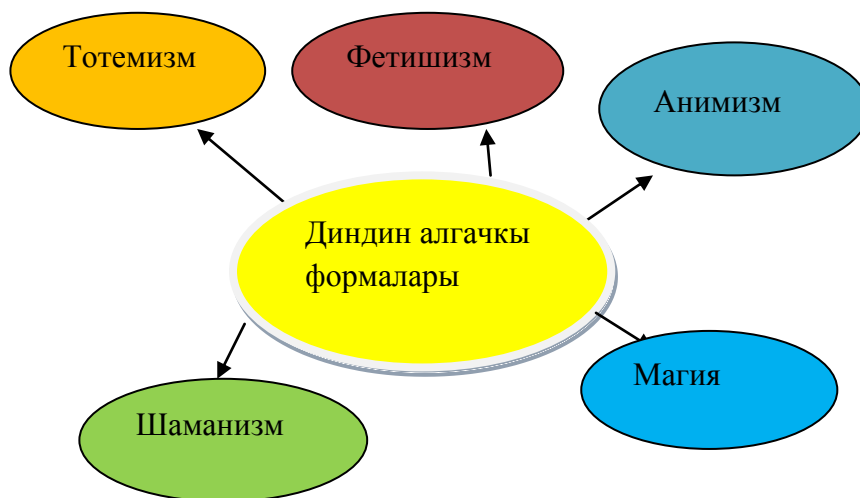 Тотемизм
Фетишизм
Анимизм
Диндин алгачкы
формалары
Магия
Шаманизм